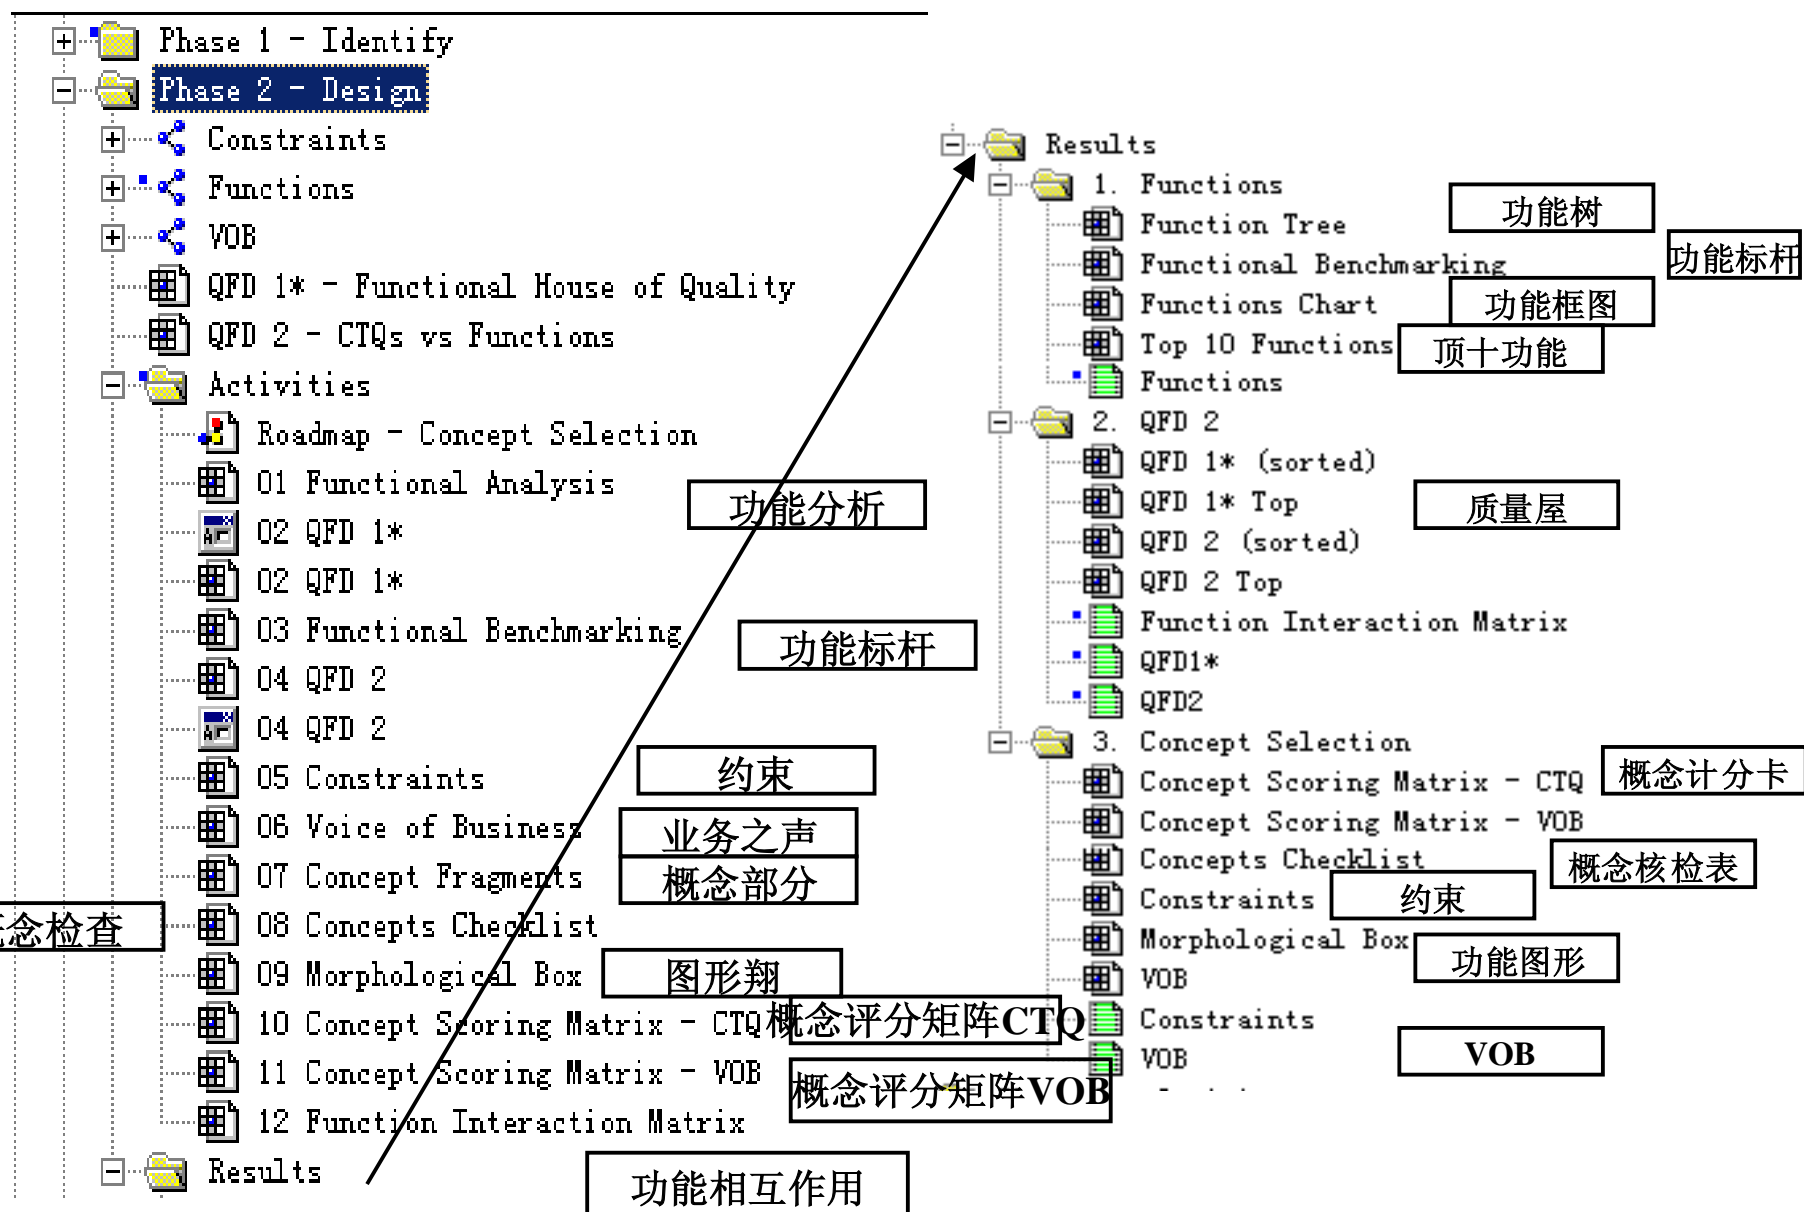 Phase 1 - Identify
Phase 2 - Design
Constraints
Functions
VOB
QFD 1* - Functional House of Quality
QFD 2 - CTQs vs Functions
Activities
Roadmap - Concept Selection
01 Functional Analysis
功能分析
02 QFD 1*
02 QFD 1*
03 Functional Benchmarking
功能标杆
04 QFD 2
04 QFD 2
05 Constraints
约束
06 Voice of Business
业务之声
07 Concept Fragments
概念部分
08 Concepts Checklist
念检查
09 Morphological Box
图形翔
10 Concept Scoring Matrix - CTQ
概念评分矩阵CTQ
11 Concept Scoring Matrix - VOB
概念评分矩阵VOB
12 Function Interaction Matrix
Results
功能相互作用
Results
1. Functions
Function Tree
功能树
Functional Benchmarking
功能标杆
Functions Chart
功能框图
Top 10 Functions
顶十功能
Functions
2. QFD 2
QFD 1* (sorted)
QFD 1* Top
质量屋
QFD 2 (sorted)
QFD 2 Top
Function Interaction Matrix
QFD1*
QFD2
3. Concept Selection
Concept Scoring Matrix - CTQ
概念计分卡
Concept Scoring Matrix - VOB
Concepts Checklist
概念核检表
Constraints
约束
Morphological Box
功能图形
VOB
Constraints
VOB
VOB